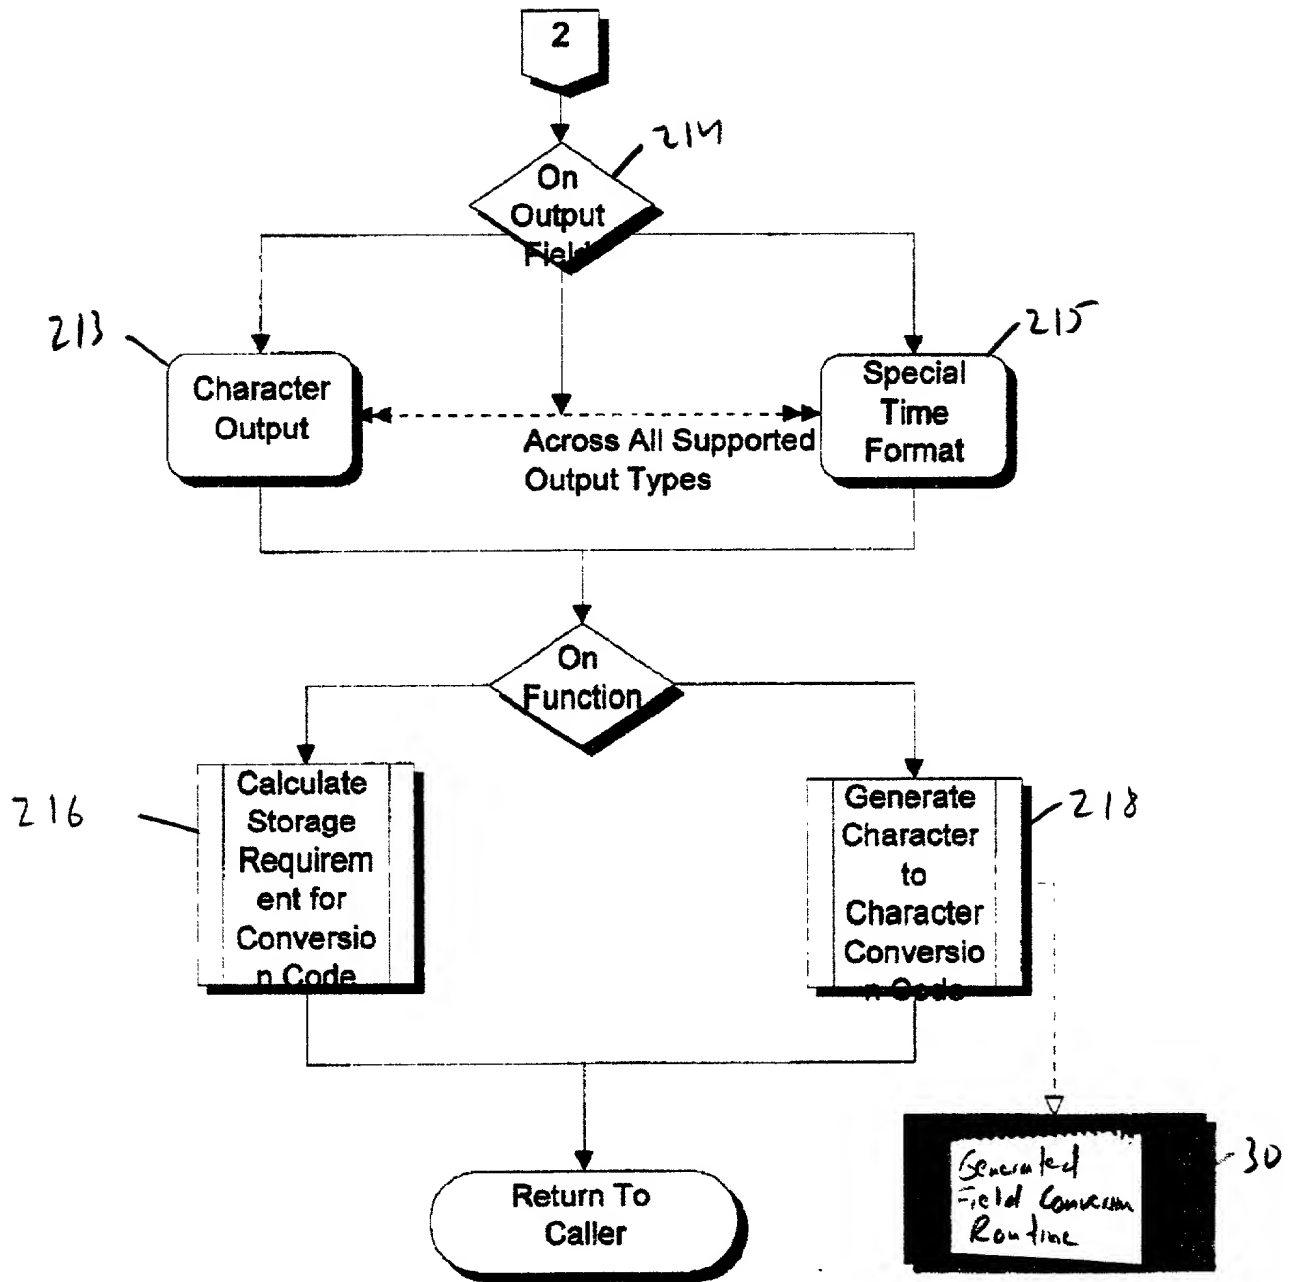 2
214
On
Output
Field
213
215
Character
Output
Special
Time
Format
Across All Supported
Output Types
On
Function
216
Calculate
Storage
Requirem
ent for
Conversio
n Code
218
Generate
Character
to
Character
Conversio
n Code
30
Generated
Field Conversion
Routine
Return To
Caller